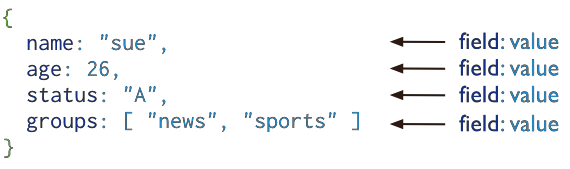 {
name: "sue", field: value
age: 26, field: value
status: "A", field: value
groups: [ "news", "sports" ] field: value
}